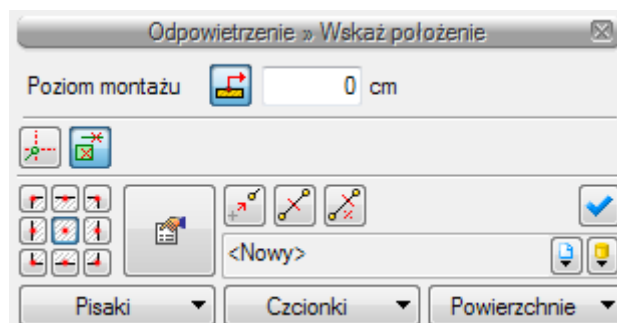 Odpowietrzenie » Wskaż położenie
Poziom montażu 0 cm
<Nowy>
Pisaki Czcionki Powierzchnie